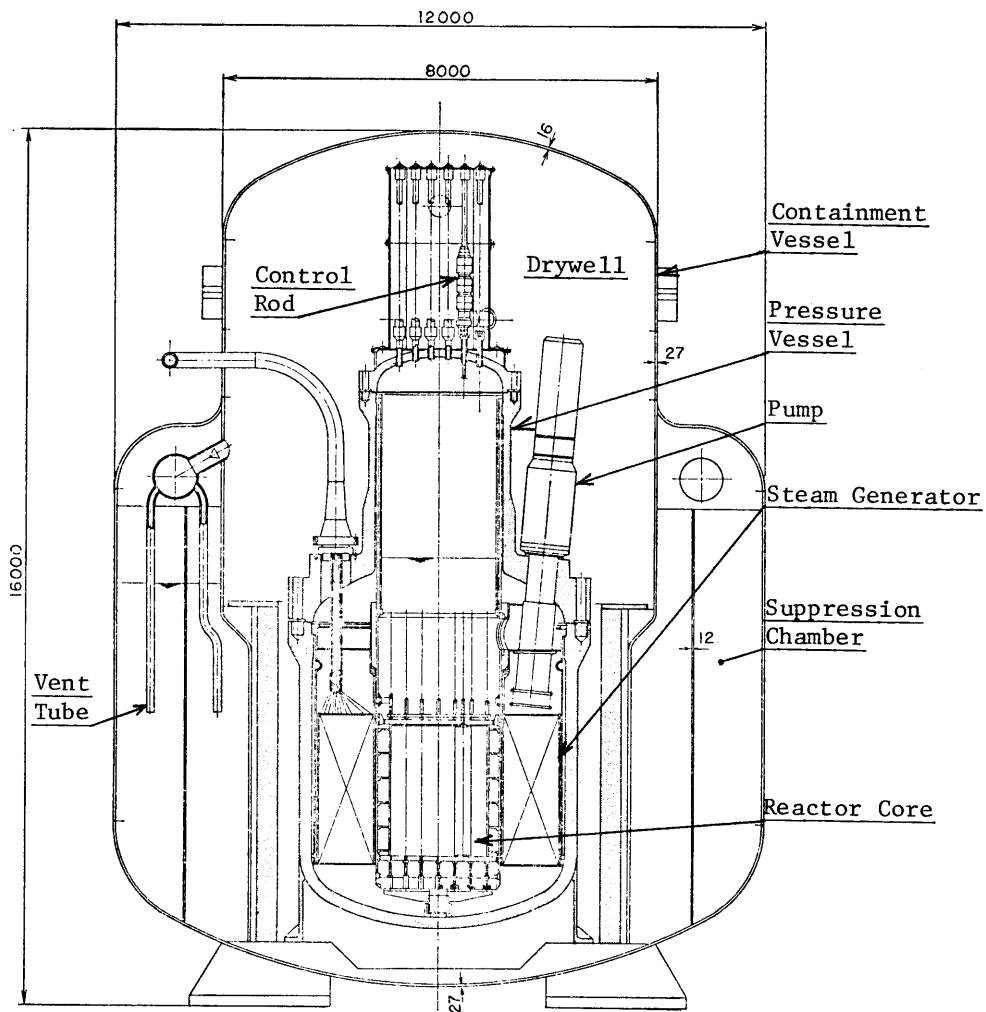 12000
8000
16
16000
Containment
Vessel
Control
Rod
Drywell
Pressure
Vessel
27
Pump
Steam Generator
Suppression
Chamber
12
Vent
Tube
Reactor Core
27